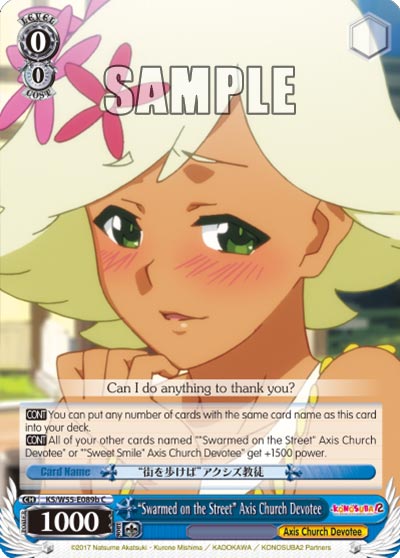 LEVEL
0
0
COST
SAMPLE
Can I do anything to thank you?
CONT You can put any number of cards with the same card name as this card
into your deck.
CONT All of your other cards named ""Swarmed on the Street" Axis Church
Devotee" or ""Sweet Smile" Axis Church Devotee" get +1500 power.
Card Name
"街を歩けば"アクシズ教徒
CH KS/W55-E089b C
POWER
1000
"Swarmed on the Street" Axis Church Devotee
KONOSUBA2
Axis Church Devotee
©2017 Natsume Akatsuki・Kurone Mishima / KADOKAWA / KONOSUBA2 Partners